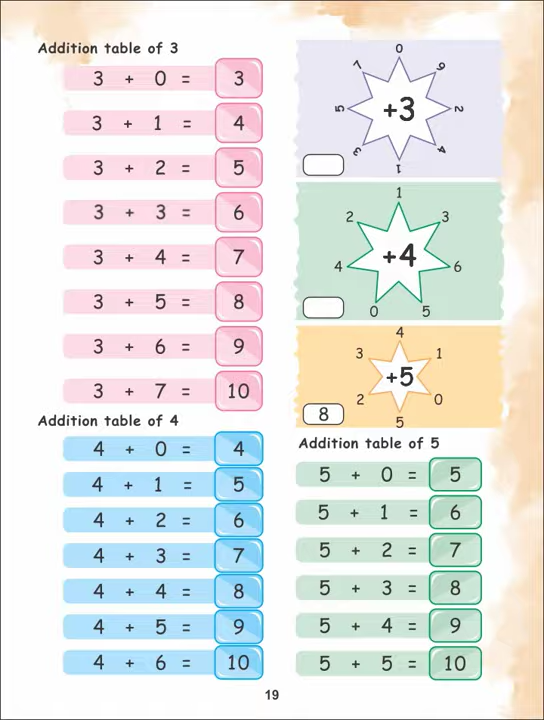 Addition table of 3
3 + 0 = 3
3 + 1 = 4
3 + 2 = 5
3 + 3 = 6
3 + 4 = 7
3 + 5 = 8
3 + 6 = 9
3 + 7 = 10
Addition table of 4
4 + 0 = 4
4 + 1 = 5
4 + 2 = 6
4 + 3 = 7
4 + 4 = 8
4 + 5 = 9
4 + 6 = 10
0
7 6
5 +3 2
3 4
1
1
2 3
4 +4 6
0 5
4
3 1
+5
2 0
8 5
Addition table of 5
5 + 0 = 5
5 + 1 = 6
5 + 2 = 7
5 + 3 = 8
5 + 4 = 9
5 + 5 = 10
19